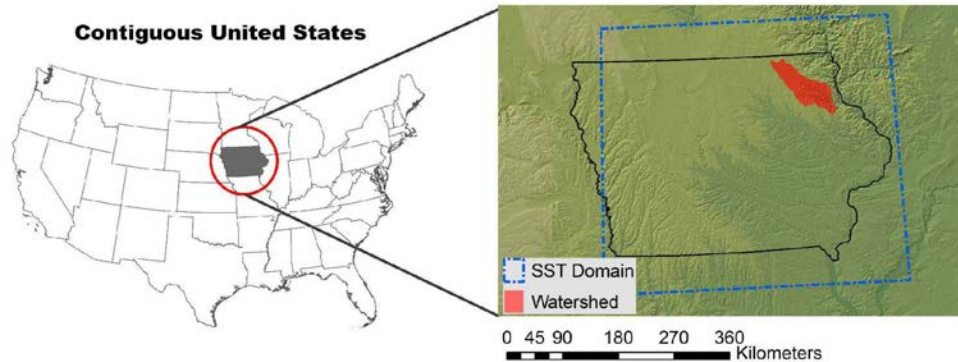 Contiguous United States
SST Domain
Watershed
0 45 90 180 270 360
Kilometers